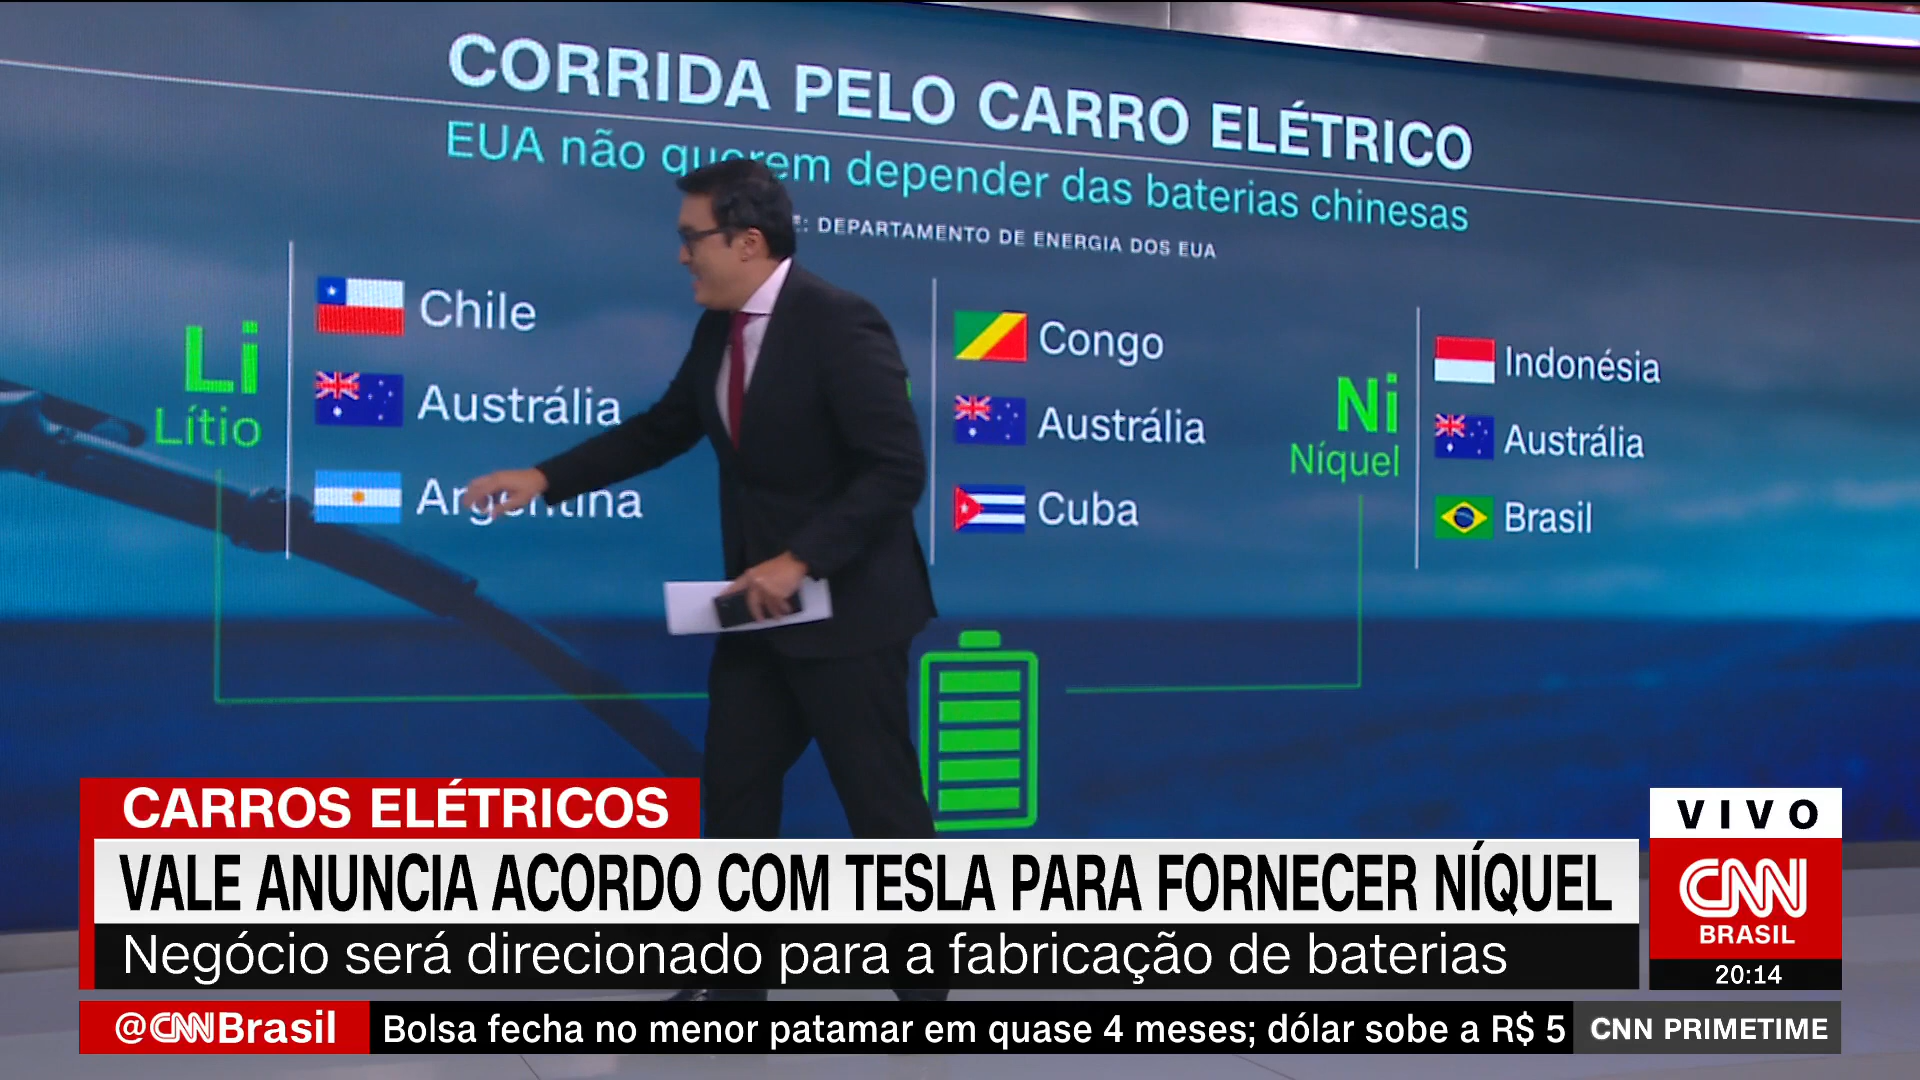 CORRIDA PELO CARRO ELÉTRICO
EUA não querem depender das baterias chinesas
E: DEPARTAMENTO DE ENERGIA DOS EUA
Li
Lítio
Chile
Austrália
Argentina
Congo
Austrália
Cuba
Ni
Níquel
Indonésia
Austrália
Brasil
CARROS ELÉTRICOS
VALE ANUNCIA ACORDO COM TESLA PARA FORNECER NÍQUEL
Negócio será direcionado para a fabricação de baterias
VIVO
CNN
BRASIL
20:14
@CNNBrasil
Bolsa fecha no menor patamar em quase 4 meses; dólar sobe a R$ 5
CNN PRIMETIME